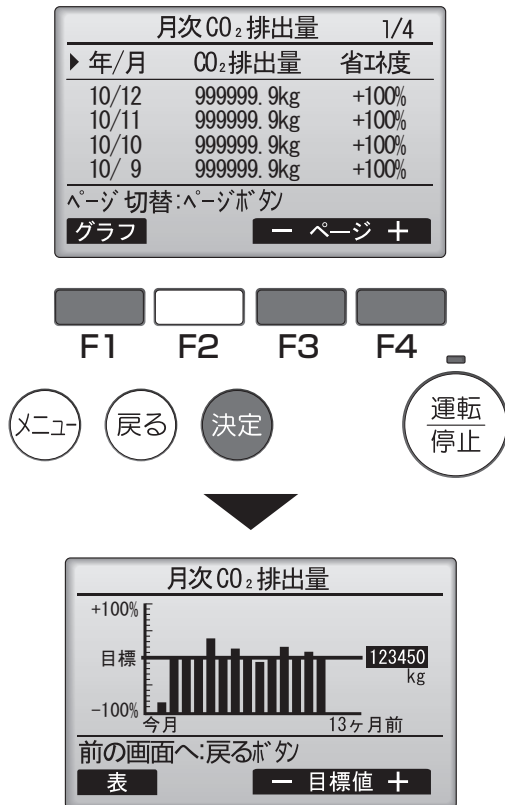 月次CO₂排出量 1/4
▶ 年/月 CO₂排出量 省エネ度
10/12 999999.9kg +100%
10/11 999999.9kg +100%
10/10 999999.9kg +100%
10/ 9 999999.9kg +100%
ページ切替:ページボタン
グラフ － ページ ＋
F1 F2 F3 F4
メニュー 戻る 決定 運転
停止
月次CO₂排出量
+100%
目標 123450
kg
-100%
今月 13ヶ月前
前の画面へ:戻るボタン
表 － 目標値 ＋